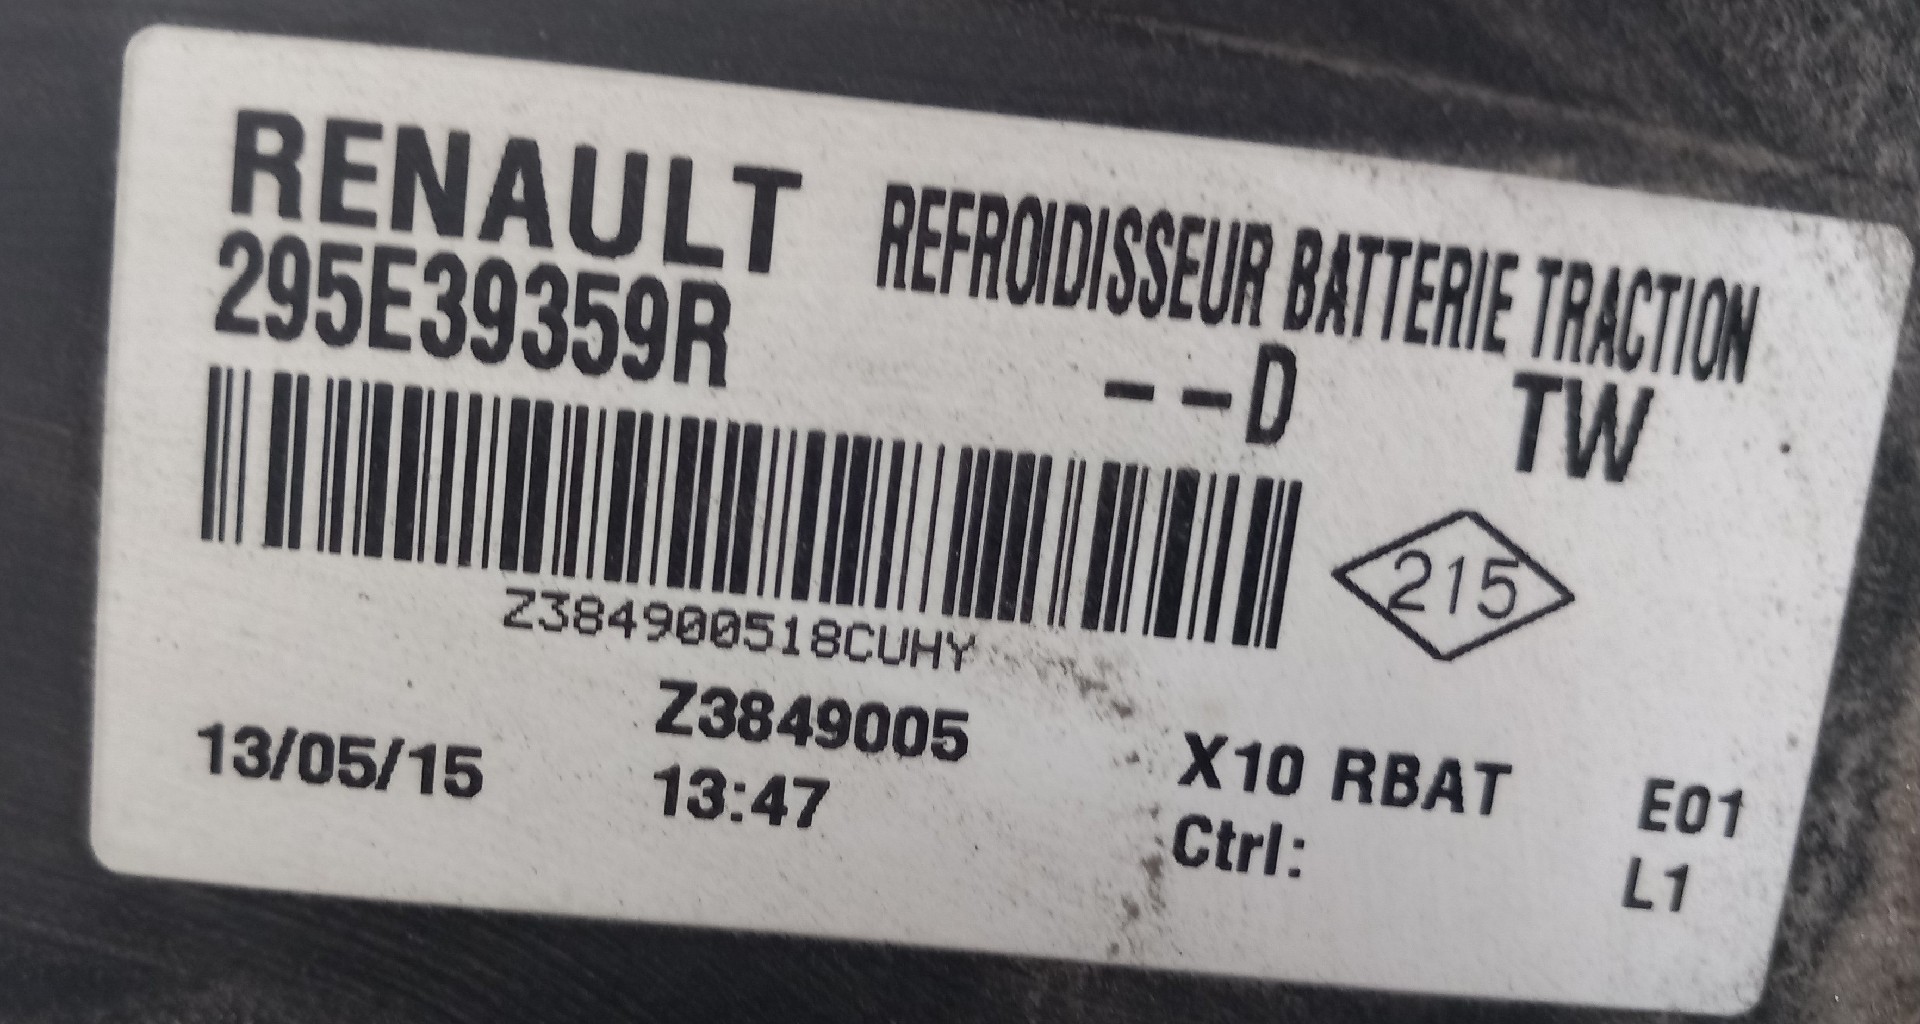 RENAULT REFROIDISSEUR BATTERIE TRACTION
295E39359R --D TW
215
Z384900518CUHY
Z3849005
13/05/15 13:47 X10 RBAT E01
Ctrl: L1